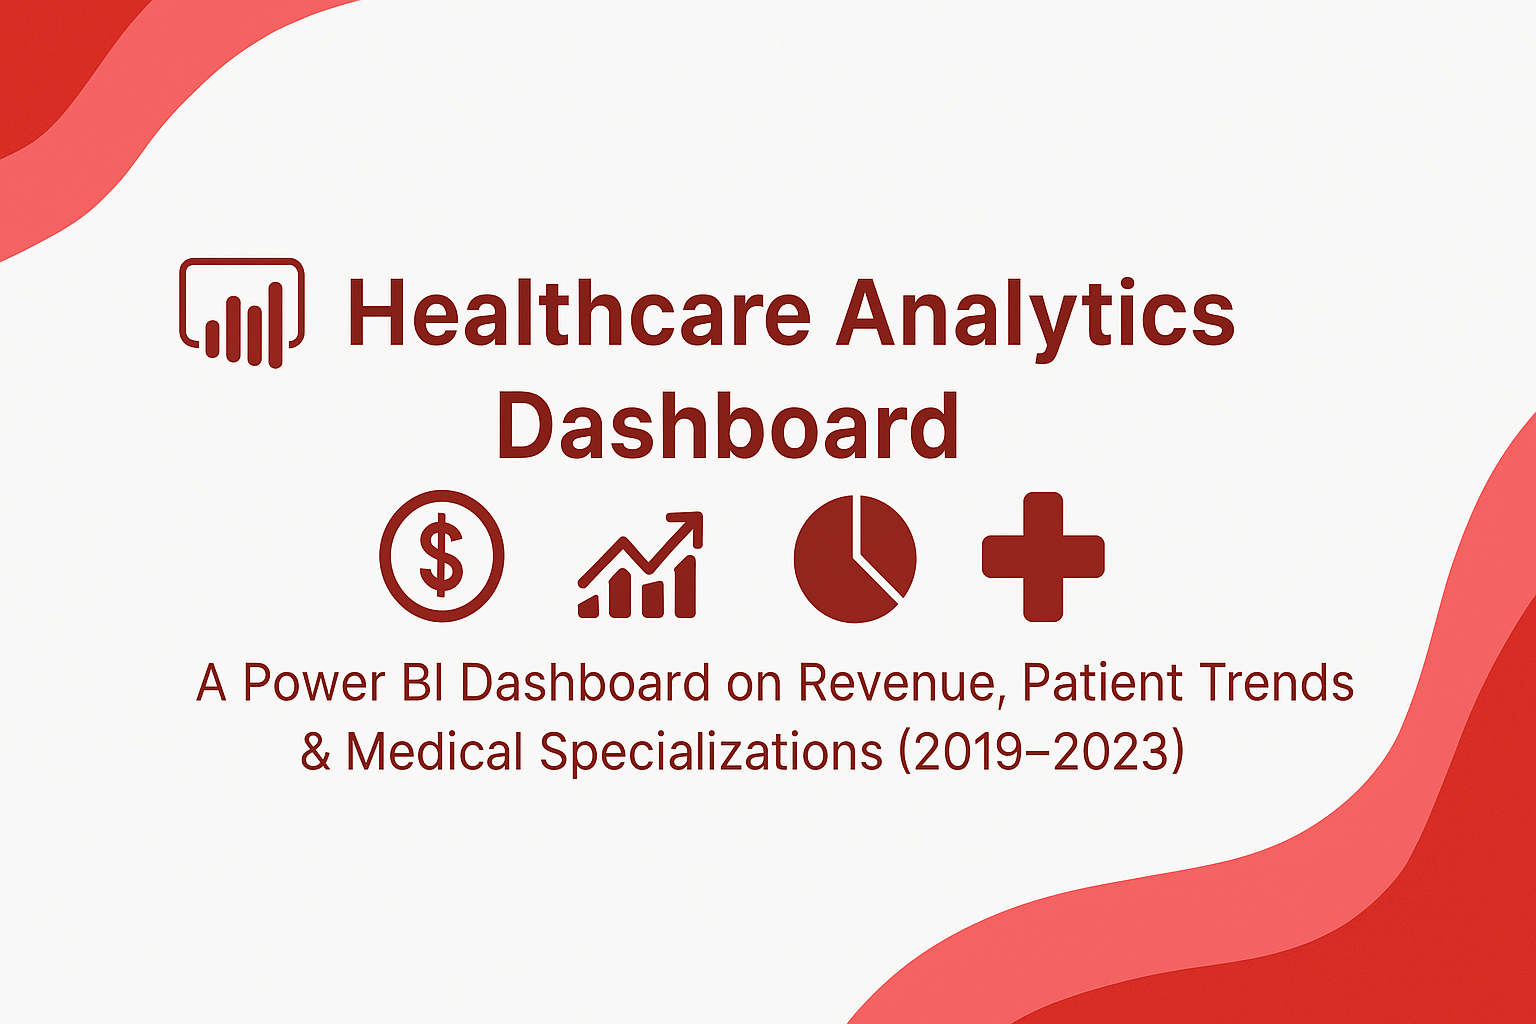 Healthcare Analytics
Dashboard
$
A Power BI Dashboard on Revenue, Patient Trends
& Medical Specializations (2019–2023)